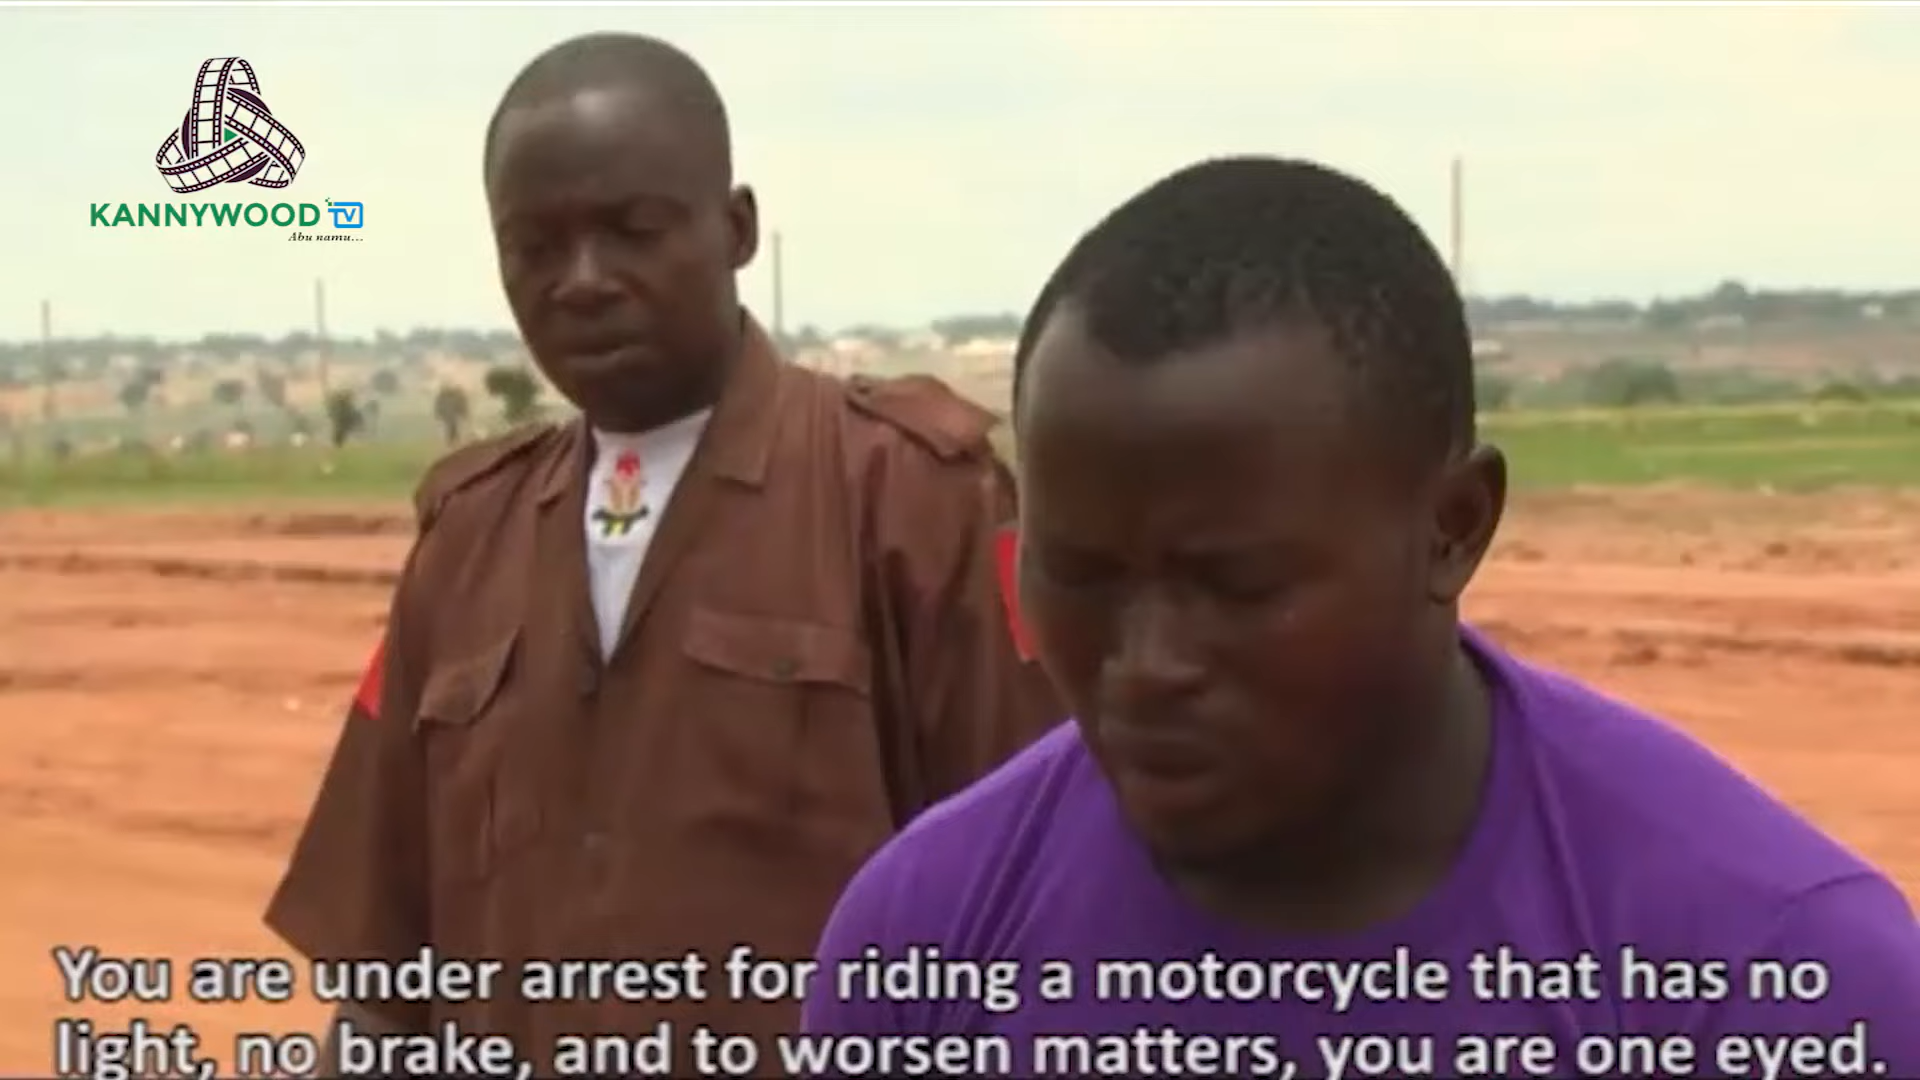 KANNYWOOD TV
Abu namu...
You are under arrest for riding a motorcycle that has no
light, no brake, and to worsen matters, you are one eyed.